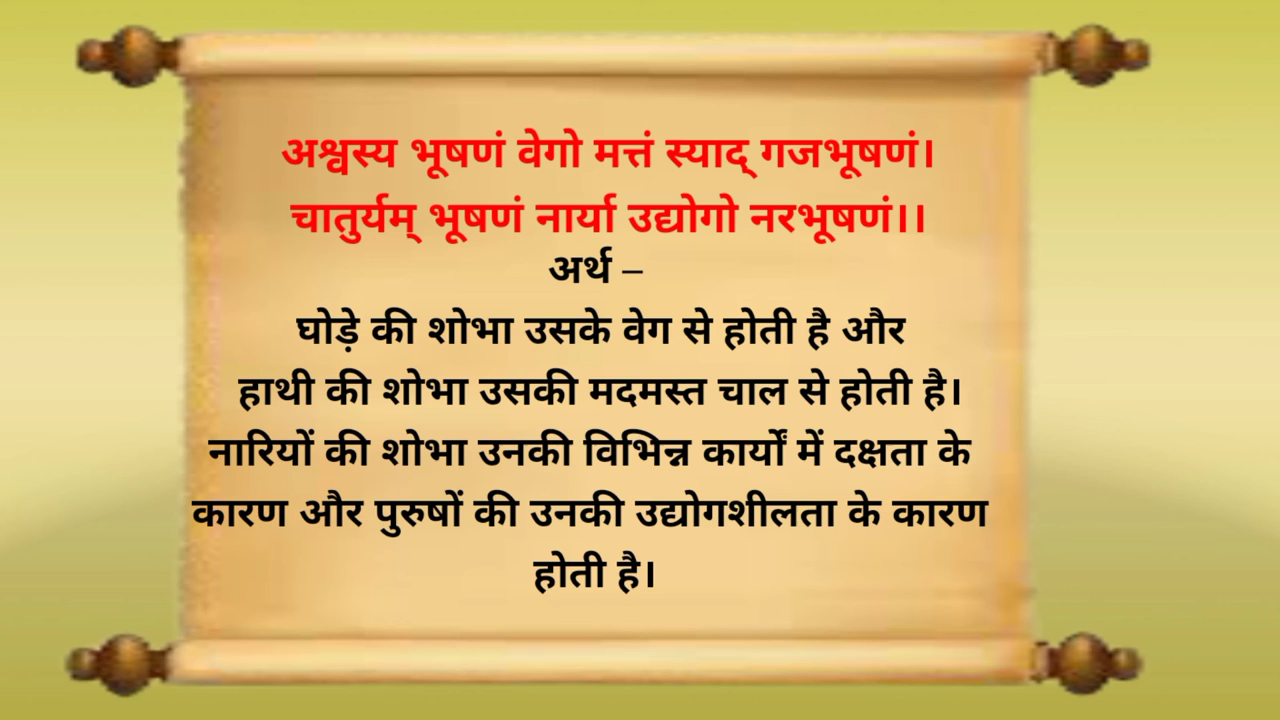 अश्वस्य भूषणं वेगो मत्तं स्याद् गजभूषणं।
चातुर्यम् भूषणं नार्या उद्योगो नरभूषणं।।
अर्थ –
घोड़े की शोभा उसके वेग से होती है और
हाथी की शोभा उसकी मदमस्त चाल से होती है।
नारियों की शोभा उनकी विभिन्न कार्यों में दक्षता के
कारण और पुरुषों की उनकी उद्योगशीलता के कारण
होती है।